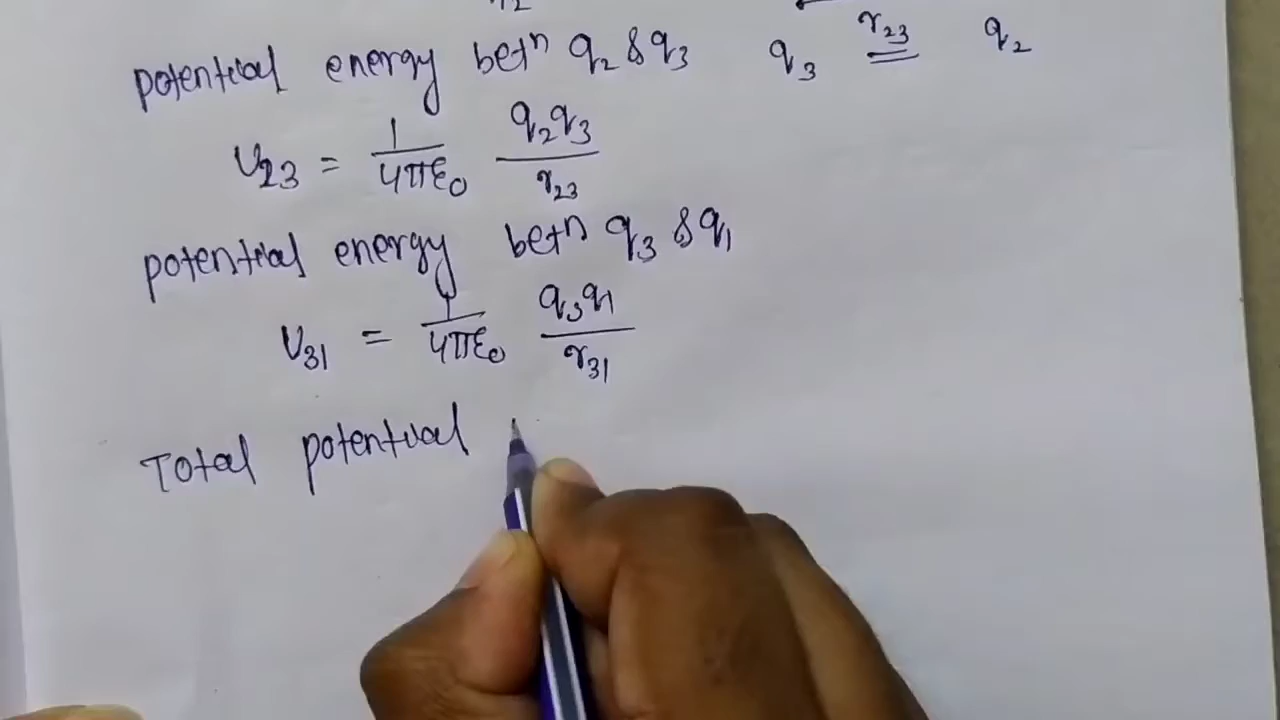 r₂₃
potential energy betⁿ q₂ & q₃ q₃ q₂
U₂₃ = 1/4πε₀ q₂q₃/r₂₃
potential energy betⁿ q₃ & q₁
U₃₁ = 1/4πε₀ q₃q₁/r₃₁
Total potential